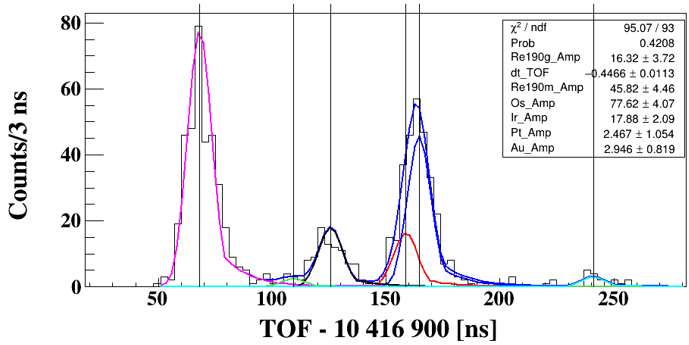 80
60
40
20
0
Counts/3 ns
50
100
150
200
250
TOF - 10 416 900 [ns]
χ² / ndf 95.07 / 93
Prob 0.4208
Re190g_Amp 16.32 ± 3.72
dt_TOF −0.4466 ± 0.0113
Re190m_Amp 45.82 ± 4.46
Os_Amp 77.62 ± 4.07
Ir_Amp 17.88 ± 2.09
Pt_Amp 2.467 ± 1.054
Au_Amp 2.946 ± 0.819